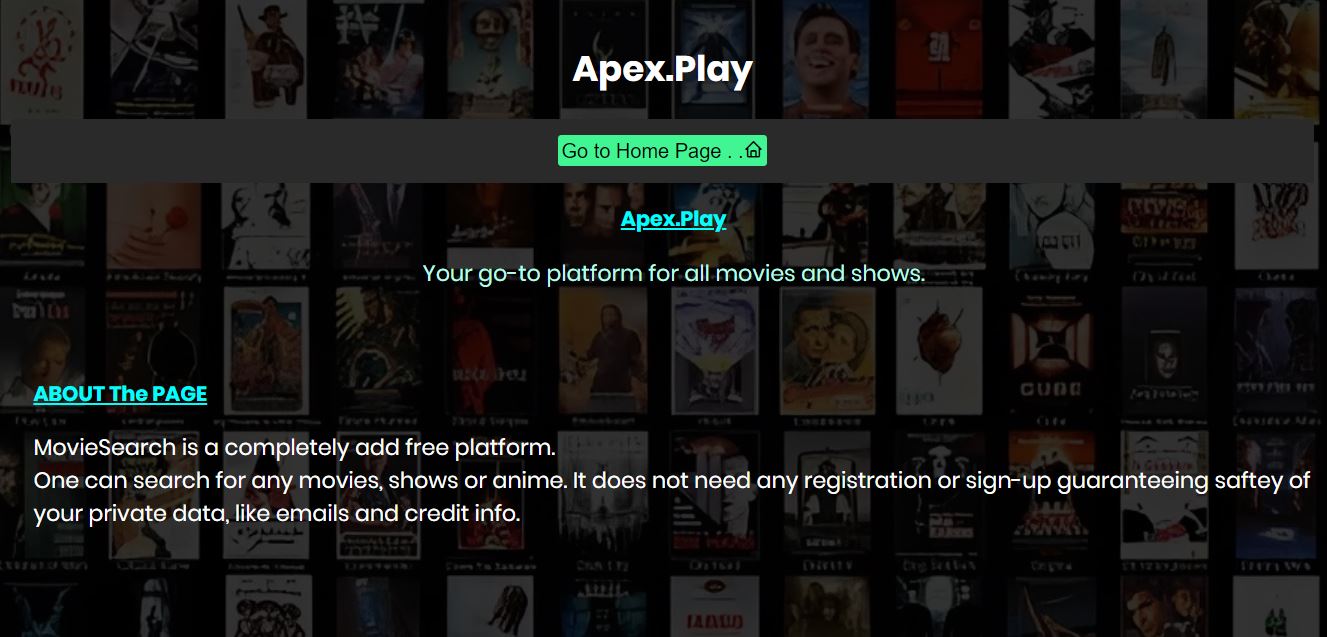 Apex.Play
Go to Home Page . .
Apex.Play
Your go-to platform for all movies and shows.
ABOUT The PAGE
MovieSearch is a completely add free platform.
One can search for any movies, shows or anime. It does not need any registration or sign-up guaranteeing saftey of
your private data, like emails and credit info.